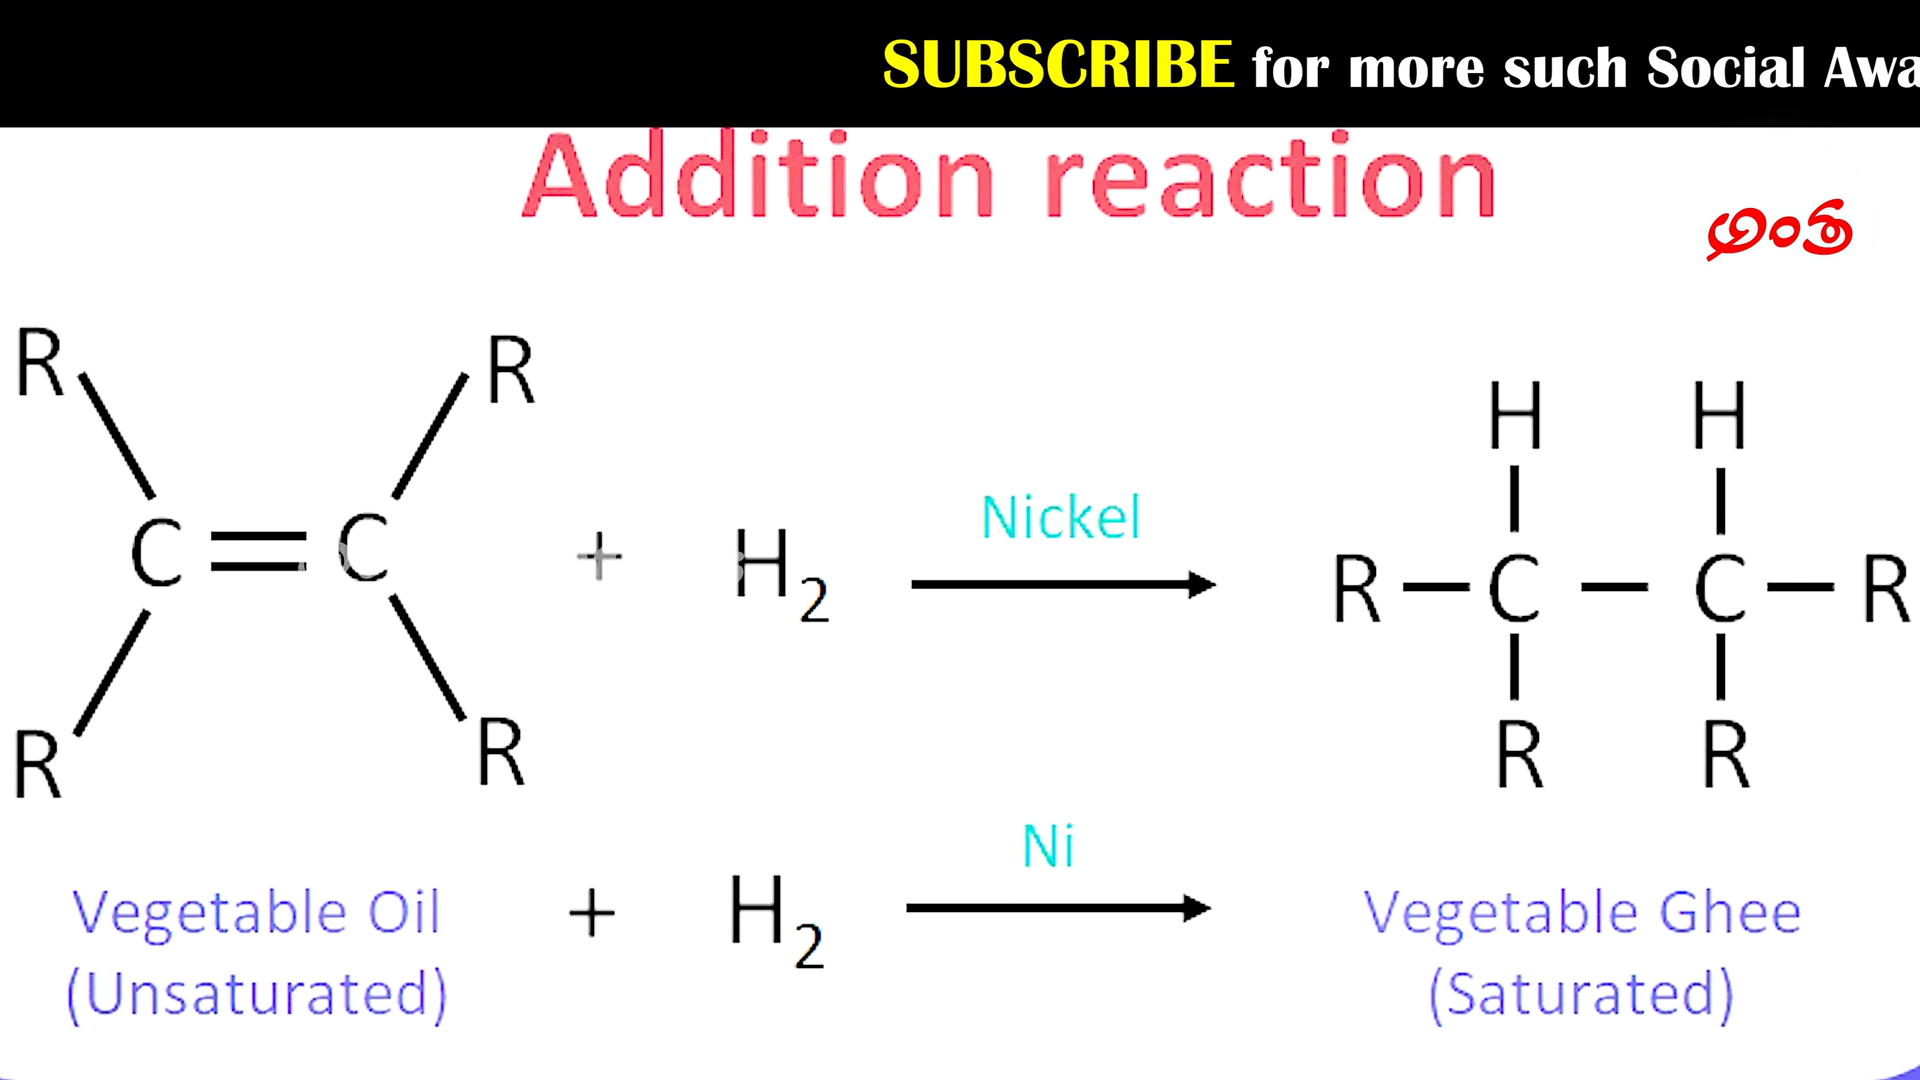 SUBSCRIBE for more such Social Awa
Addition reaction
R R H H
Nickel
C = C + H2 R - C - C - R
R R R R
Ni
Vegetable Oil + H2 Vegetable Ghee
(Unsaturated) (Saturated)